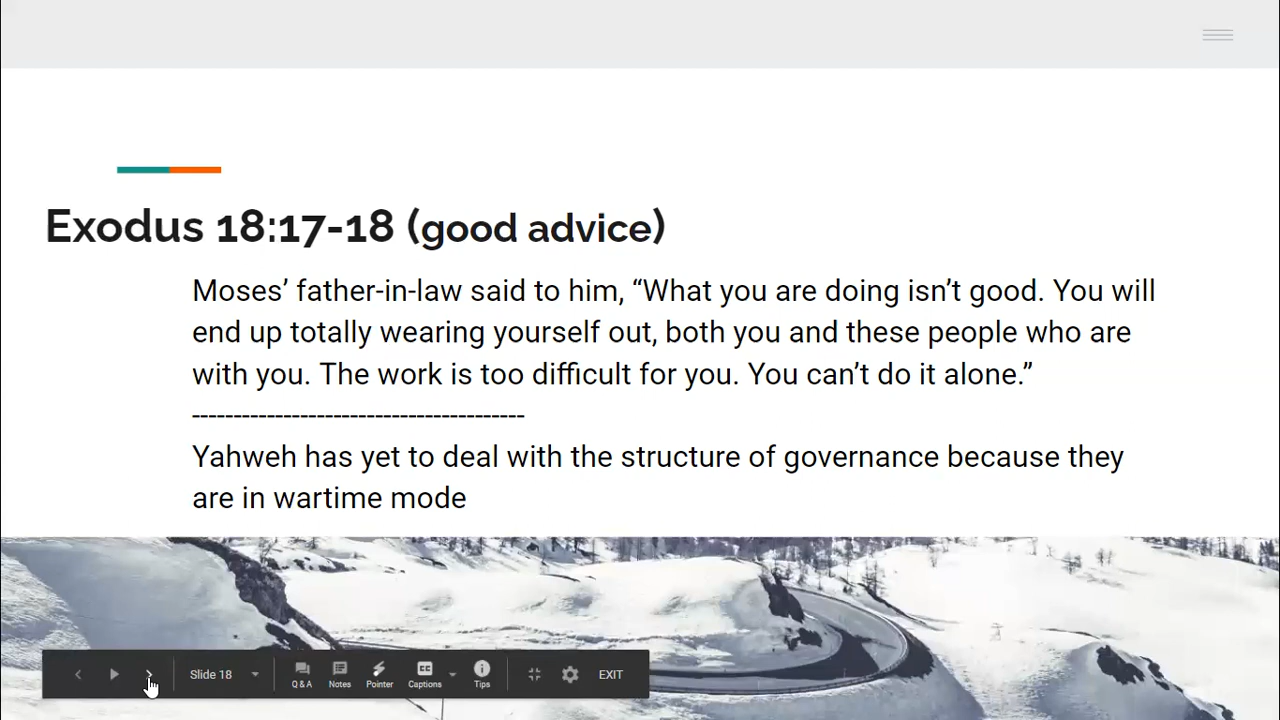 Exodus 18:17-18 (good advice)
Moses’ father-in-law said to him, “What you are doing isn’t good. You will
end up totally wearing yourself out, both you and these people who are
with you. The work is too difficult for you. You can’t do it alone.”
---------------------------------------
Yahweh has yet to deal with the structure of governance because they
are in wartime mode
Slide 18
Q & A
Notes
Pointer
CC
Captions
Tips
EXIT